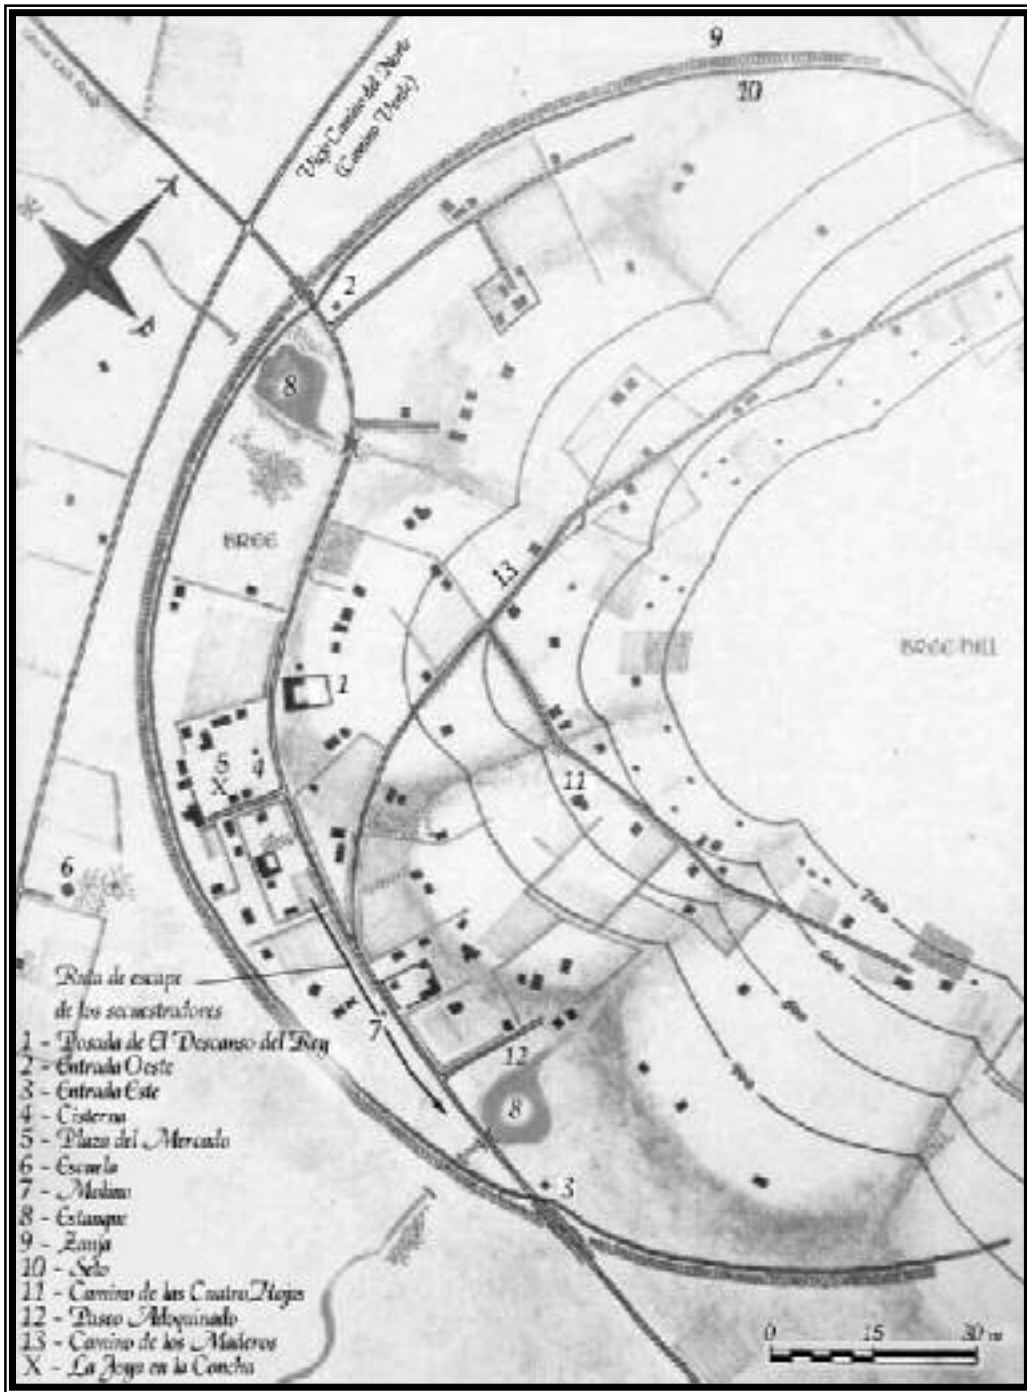 9
10
Viejo Camino del Norte
(Camino Verde)
2
8
BREE
13
BREE-HILL
1
5
4
X
11
6
700
600
500
Ruta de escape
de los secuestradores
7
12
8
3
1 - Posada de El Descanso del Rey
2 - Entrada Oeste
3 - Entrada Este
4 - Cisterna
5 - Plaza del Mercado
6 - Escuela
7 - Molino
8 - Estanque
9 - Zanja
10 - Seto
11 - Camino de las Cuatro Hojas
12 - Paseo Adoquinado
13 - Camino de los Maderos
X - La Joya en la Concha
0 15 30 m